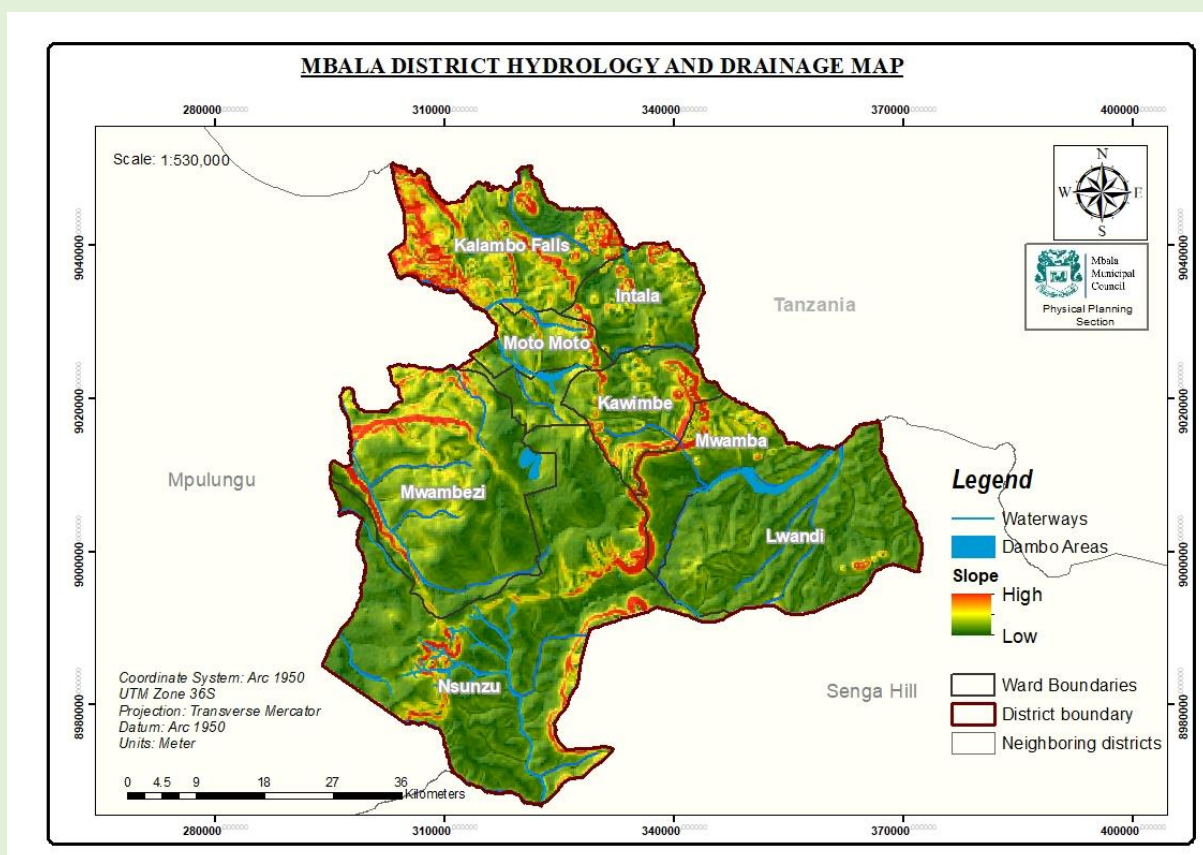 MBALA DISTRICT HYDROLOGY AND DRAINAGE MAP
280000 310000 340000 370000 400000
Scale: 1:530,000
N
W E
S
Mbala
Municipal
Council
Physical Planning
Section
9040000 9040000
Kalambo Falls
Intala
Tanzania
Moto Moto
9020000 9020000
Kawimbe
Mwamba
Mpulungu
Mwambezi
Lwandi
9000000 9000000
Legend
Waterways
Dambo Areas
Slope
High
Low
Ward Boundaries
District boundary
Neighboring districts
Nsunzu
Senga Hill
8980000 8980000
Coordinate System: Arc 1950
UTM Zone 36S
Projection: Transverse Mercator
Datum: Arc 1950
Units: Meter
0 4.5 9 18 27 36
Kilometers
280000 310000 340000 370000 400000